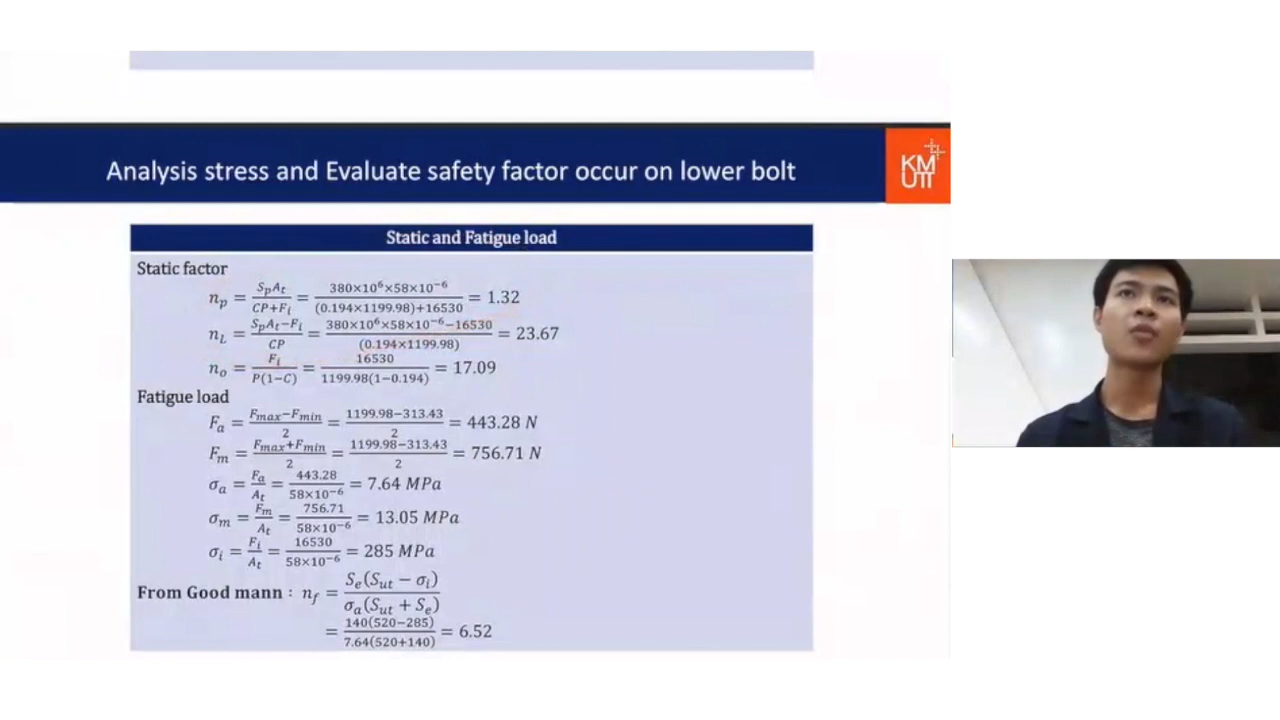 Analysis stress and Evaluate safety factor occur on lower bolt
KM
UTT
Static and Fatigue load
Static factor
n_p = S_pA_t/(CP+F_i) = 380×10⁶×58×10⁻⁶/((0.194×1199.98)+16530) = 1.32
n_L = (S_pA_t−F_i)/CP = (380×10⁶×58×10⁻⁶−16530)/(0.194×1199.98) = 23.67
n_o = F_i/P(1−C) = 16530/1199.98(1−0.194) = 17.09
Fatigue load
F_a = (F_max−F_min)/2 = (1199.98−313.43)/2 = 443.28 N
F_m = (F_max+F_min)/2 = (1199.98−313.43)/2 = 756.71 N
σ_a = F_a/A_t = 443.28/58×10⁻⁶ = 7.64 MPa
σ_m = F_m/A_t = 756.71/58×10⁻⁶ = 13.05 MPa
σ_i = F_i/A_t = 16530/58×10⁻⁶ = 285 MPa
From Good mann : n_f = S_e(S_ut − σ_i)/σ_a(S_ut + S_e)
= 140(520−285)/7.64(520+140) = 6.52